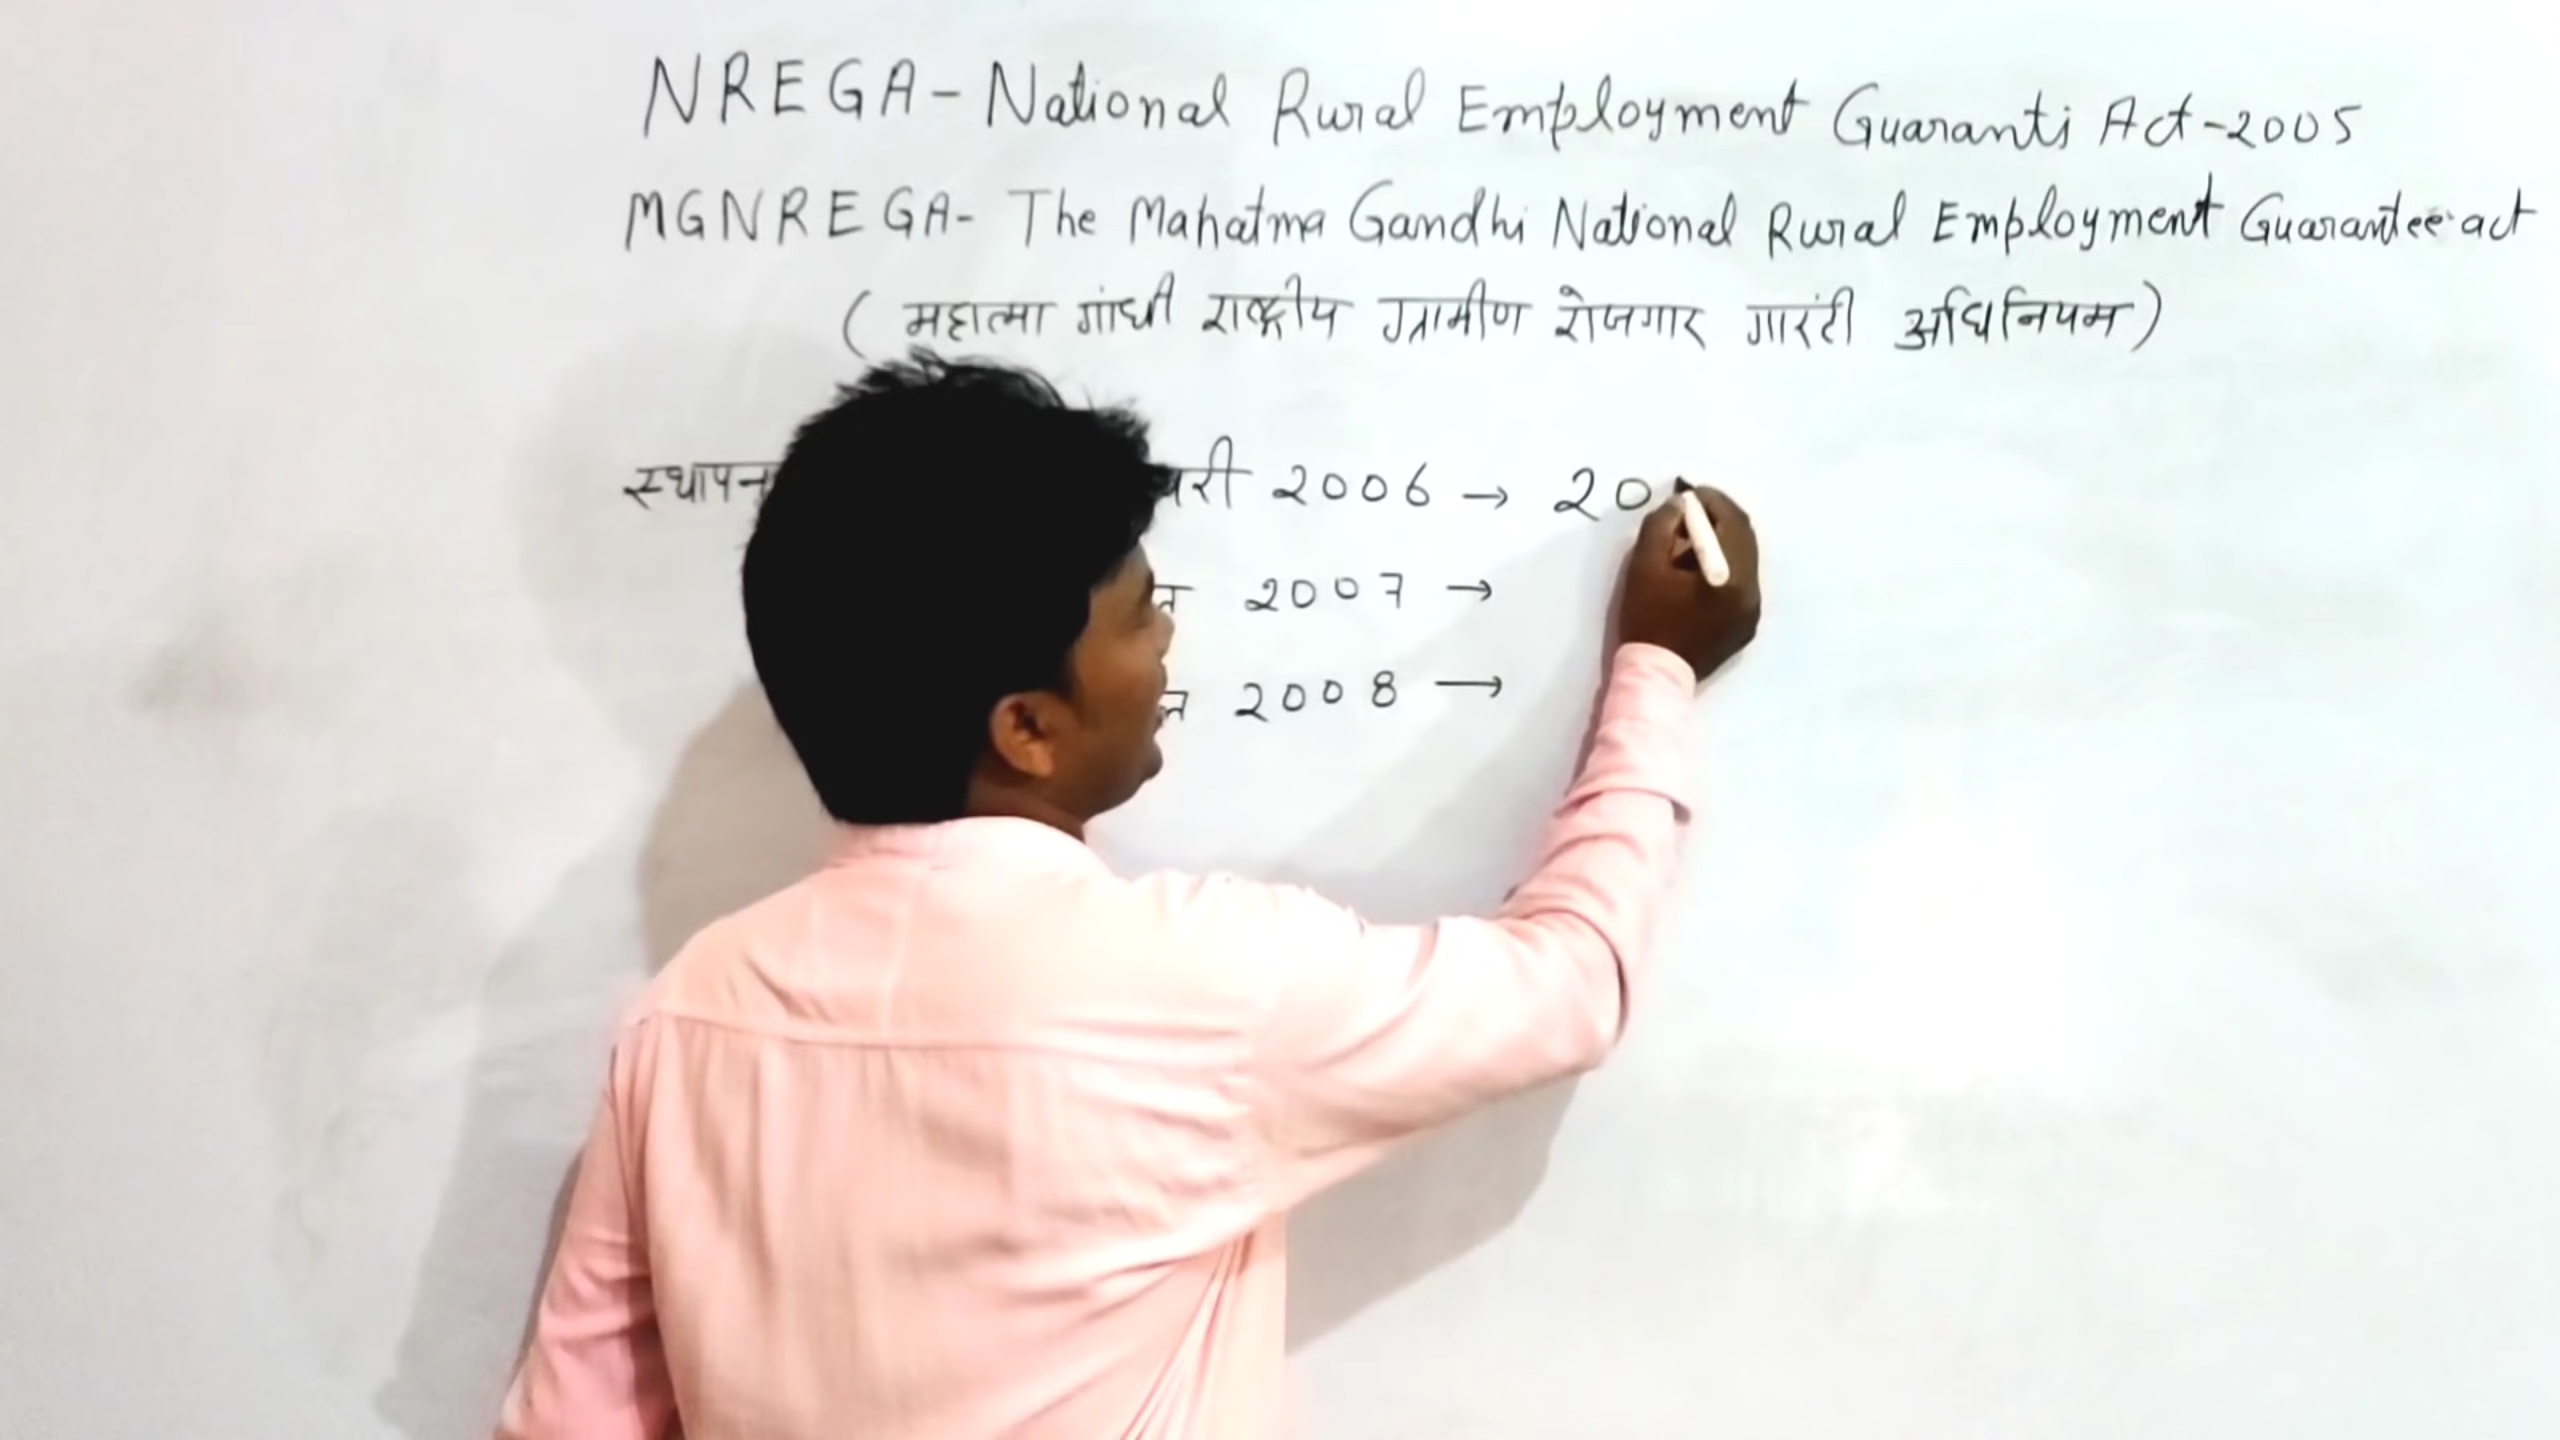 NREGA - National Rural Employment Guaranti Act - 2005
MGNREGA - The Mahatma Gandhi National Rural Employment Guarantee act
( महात्मा गांधी राष्ट्रीय ग्रामीण रोजगार गारंटी अधिनियम )
2006 → 20
2007 →
2008 →